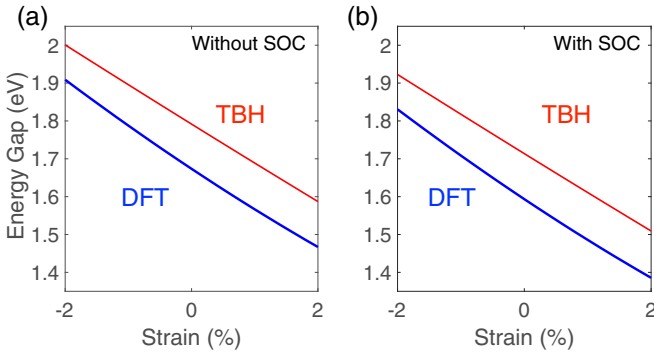 (a)
Without SOC
2
1.9
1.8
1.7
1.6
1.5
1.4
Energy Gap (eV)
TBH
DFT
-2
0
2
Strain (%)
(b)
With SOC
2
1.9
1.8
1.7
1.6
1.5
1.4
TBH
DFT
-2
0
2
Strain (%)